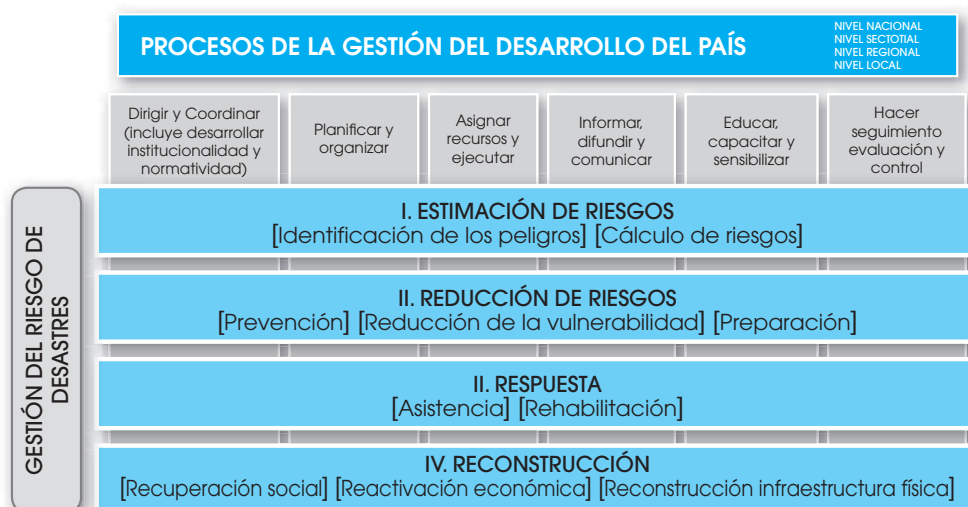 PROCESOS DE LA GESTIÓN DEL DESARROLLO DEL PAÍS
NIVEL NACIONAL
NIVEL SECTOTIAL
NIVEL REGIONAL
NIVEL LOCAL
Dirigir y Coordinar
(incluye desarrollar
institucionalidad y
normatividad)
Planificar y
organizar
Asignar
recursos y
ejecutar
Informar,
difundir y
comunicar
Educar,
capacitar y
sensibilizar
Hacer
seguimiento
evaluación y
control
GESTIÓN DEL RIESGO DE
DESASTRES
I. ESTIMACIÓN DE RIESGOS
[Identificación de los peligros] [Cálculo de riesgos]
II. REDUCCIÓN DE RIESGOS
[Prevención] [Reducción de la vulnerabilidad] [Preparación]
II. RESPUESTA
[Asistencia] [Rehabilitación]
IV. RECONSTRUCCIÓN
[Recuperación social] [Reactivación económica] [Reconstrucción infraestructura física]